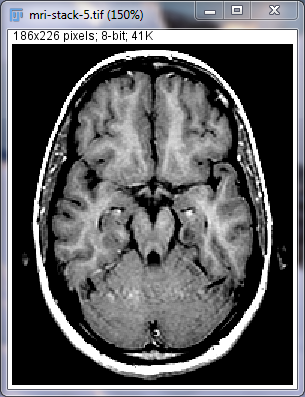 mri-stack-5.tif (150%)
186x226 pixels; 8-bit; 41K